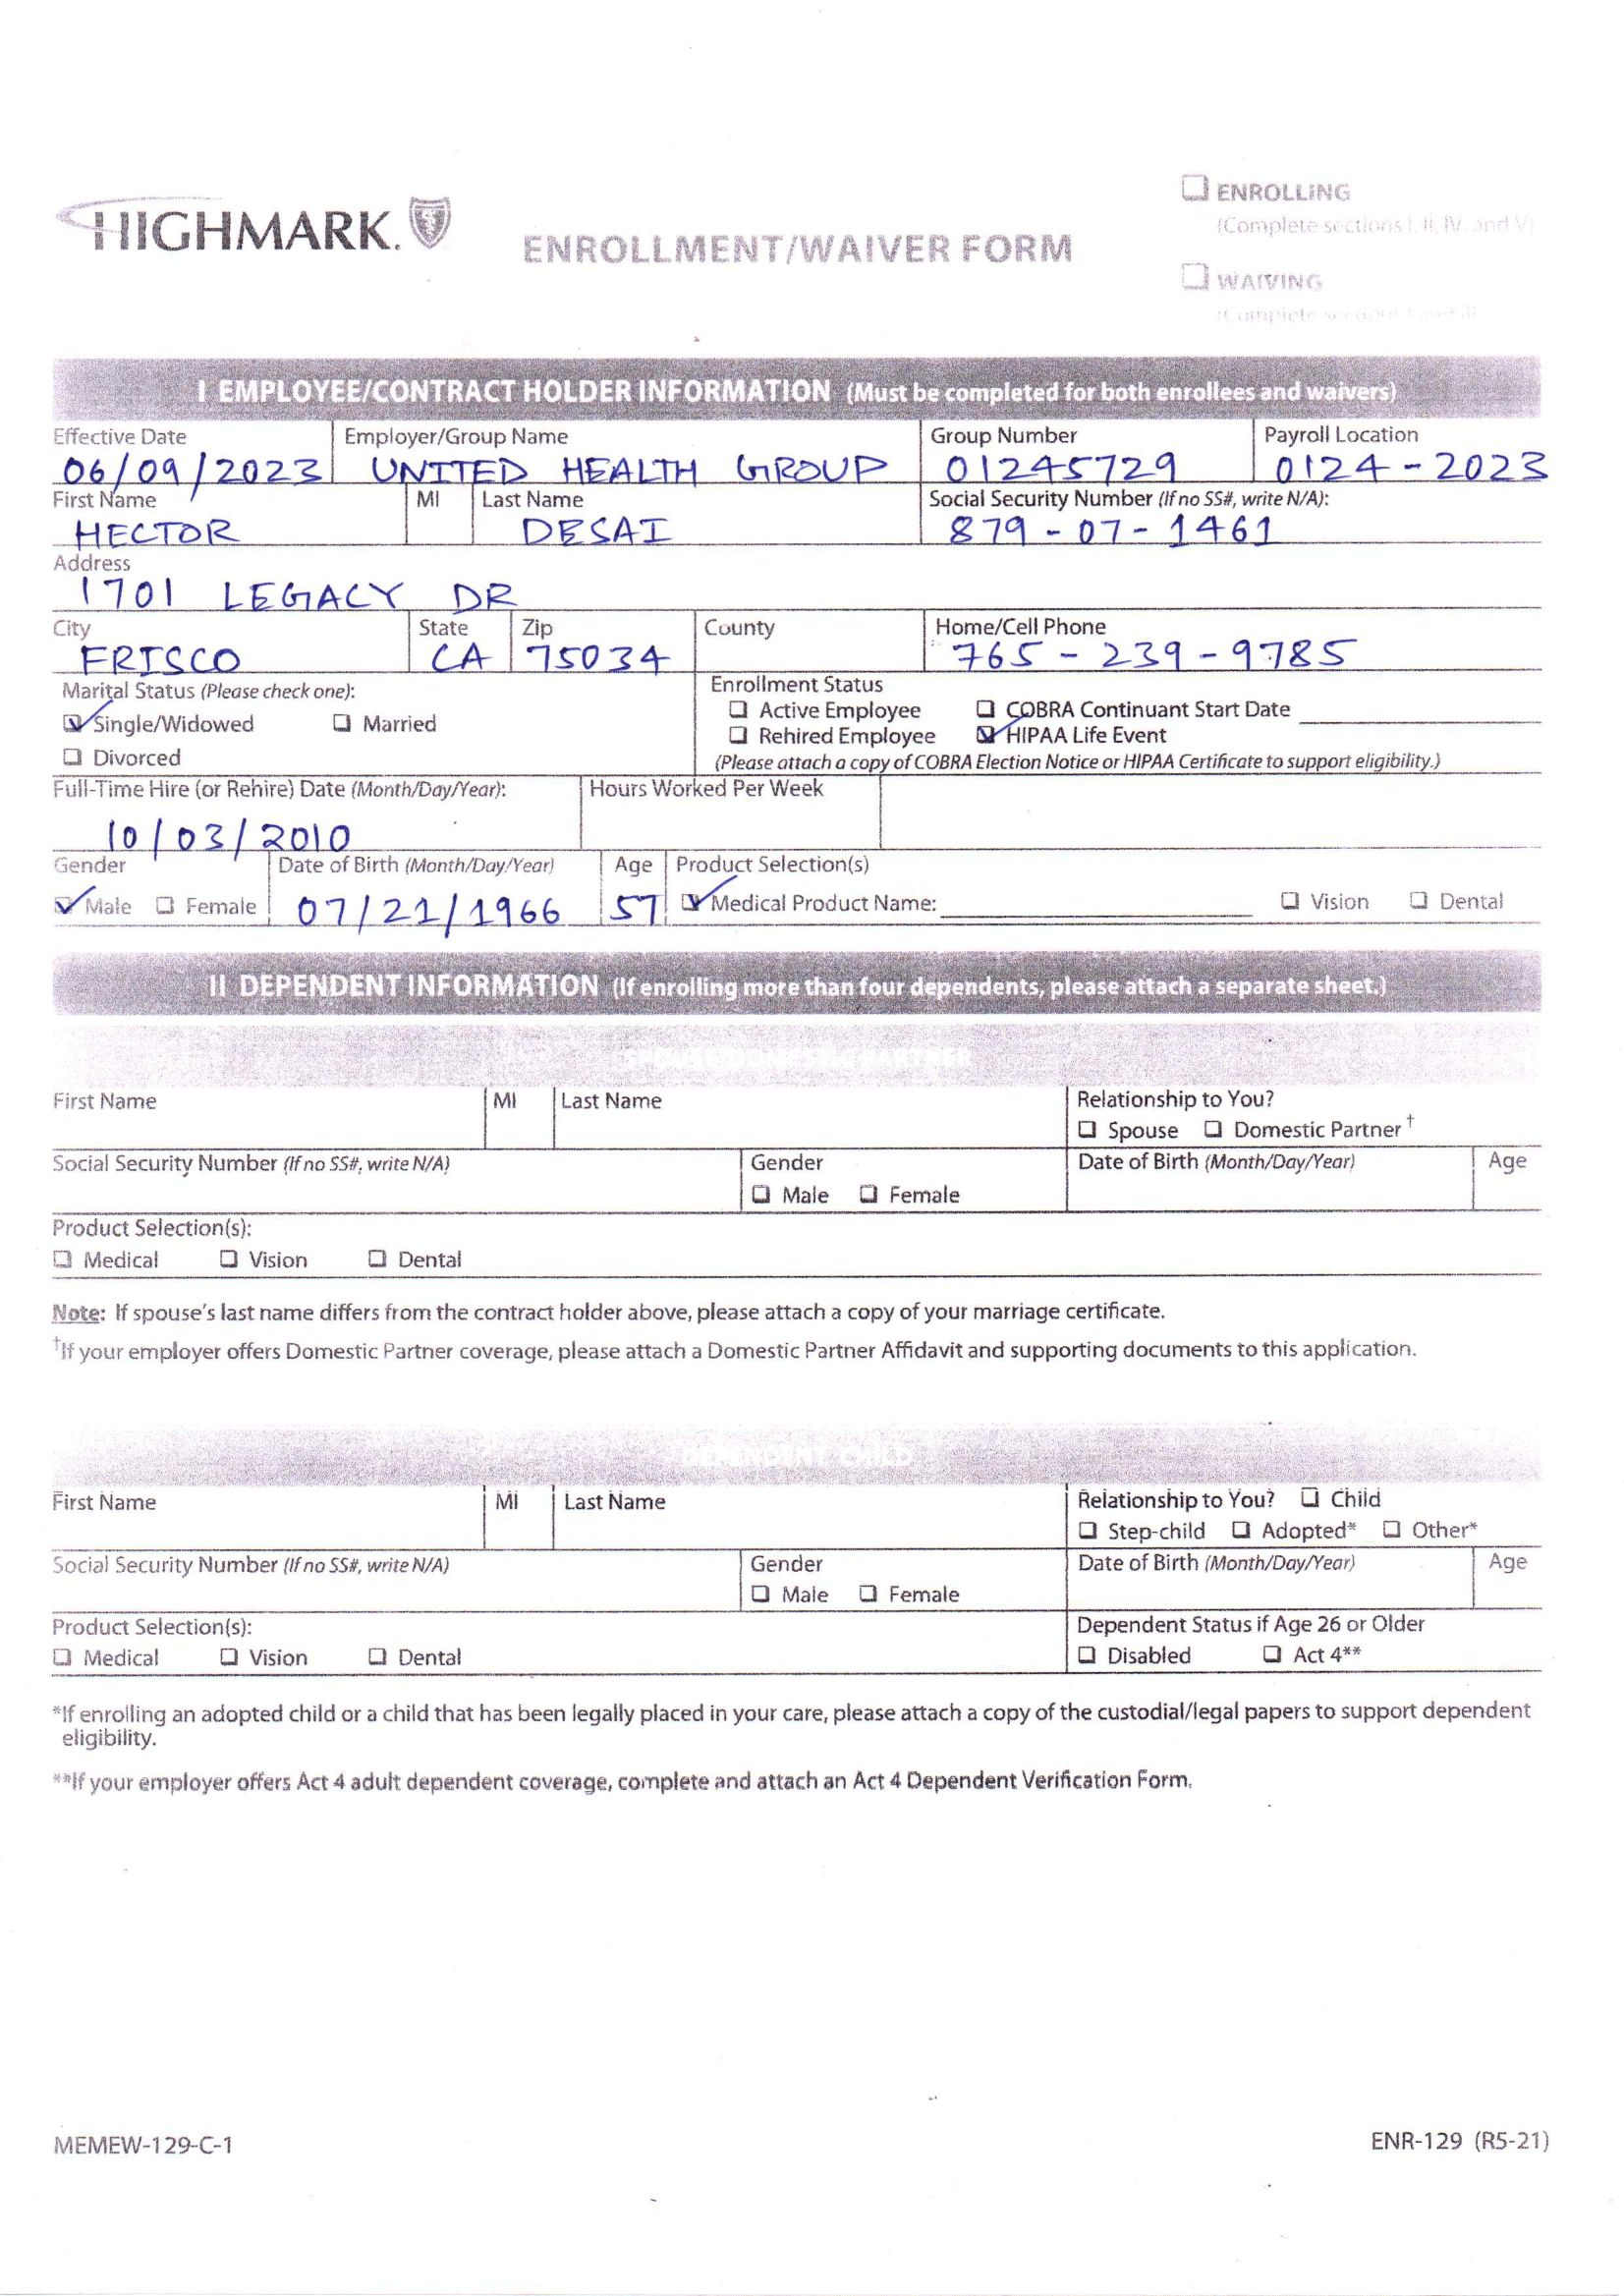 HIGHMARK.
ENROLLMENT/WAIVER FORM
❏ ENROLLING
(Complete sections I, II, IV, and V)
❏ WAIVING
(Complete sections I and III
I EMPLOYEE/CONTRACT HOLDER INFORMATION (Must be completed for both enrollees and waivers)
Effective Date Employer/Group Name Group Number Payroll Location
06/09/2023 UNITED HEALTH GROUP 01245729 0124-2023
First Name MI Last Name Social Security Number (If no SS#, write N/A):
HECTOR DESAI 879-07-1461
Address
1701 LEGACY DR
City State Zip County Home/Cell Phone
FRISCO CA 75034 765-239-9785
Marital Status (Please check one): Enrollment Status
☑ Single/Widowed ❏ Married ❏ Active Employee ❏ COBRA Continuant Start Date
❏ Rehired Employee ☑ HIPAA Life Event
❏ Divorced (Please attach a copy of COBRA Election Notice or HIPAA Certificate to support eligibility.)
Full-Time Hire (or Rehire) Date (Month/Day/Year): Hours Worked Per Week
10/03/2010
Gender Date of Birth (Month/Day/Year) Age Product Selection(s)
☑ Male ❏ Female 07/21/1966 57 ☑ Medical Product Name: ❏ Vision ❏ Dental
II DEPENDENT INFORMATION (If enrolling more than four dependents, please attach a separate sheet.)
SPOUSE/DOMESTIC PARTNER
First Name MI Last Name Relationship to You?
❏ Spouse ❏ Domestic Partner†
Social Security Number (If no SS#, write N/A) Gender Date of Birth (Month/Day/Year) Age
❏ Male ❏ Female
Product Selection(s):
❏ Medical ❏ Vision ❏ Dental
Note: If spouse's last name differs from the contract holder above, please attach a copy of your marriage certificate.
†If your employer offers Domestic Partner coverage, please attach a Domestic Partner Affidavit and supporting documents to this application.
DEPENDENT CHILD
First Name MI Last Name Relationship to You? ❏ Child
❏ Step-child ❏ Adopted* ❏ Other*
Social Security Number (If no SS#, write N/A) Gender Date of Birth (Month/Day/Year) Age
❏ Male ❏ Female
Product Selection(s): Dependent Status if Age 26 or Older
❏ Medical ❏ Vision ❏ Dental ❏ Disabled ❏ Act 4**
*If enrolling an adopted child or a child that has been legally placed in your care, please attach a copy of the custodial/legal papers to support dependent
eligibility.
**If your employer offers Act 4 adult dependent coverage, complete and attach an Act 4 Dependent Verification Form.
MEMEW-129-C-1 ENR-129 (R5-21)